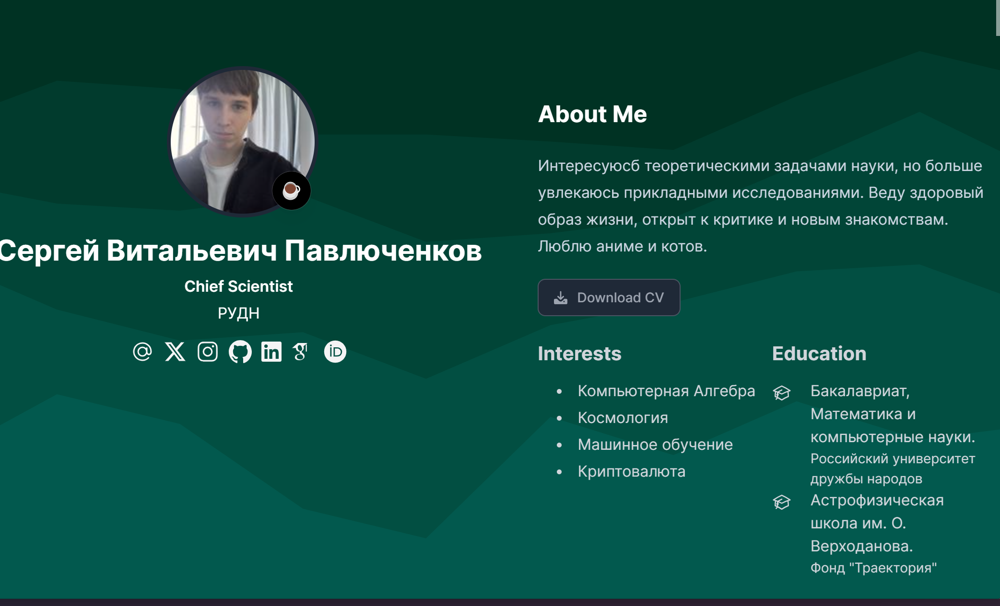 Сергей Витальевич Павлюченков
Chief Scientist
РУДН
About Me
Интересуюсб теоретическими задачами науки, но больше
увлекаюсь прикладными исследованиями. Веду здоровый
образ жизни, открыт к критике и новым знакомствам.
Люблю аниме и котов.
Download CV
Interests
Компьютерная Алгебра
Космология
Машинное обучение
Криптовалюта
Education
Бакалавриат,
Математика и
компьютерные науки.
Российский университет
дружбы народов
Астрофизическая
школа им. О.
Верходанова.
Фонд "Траектория"